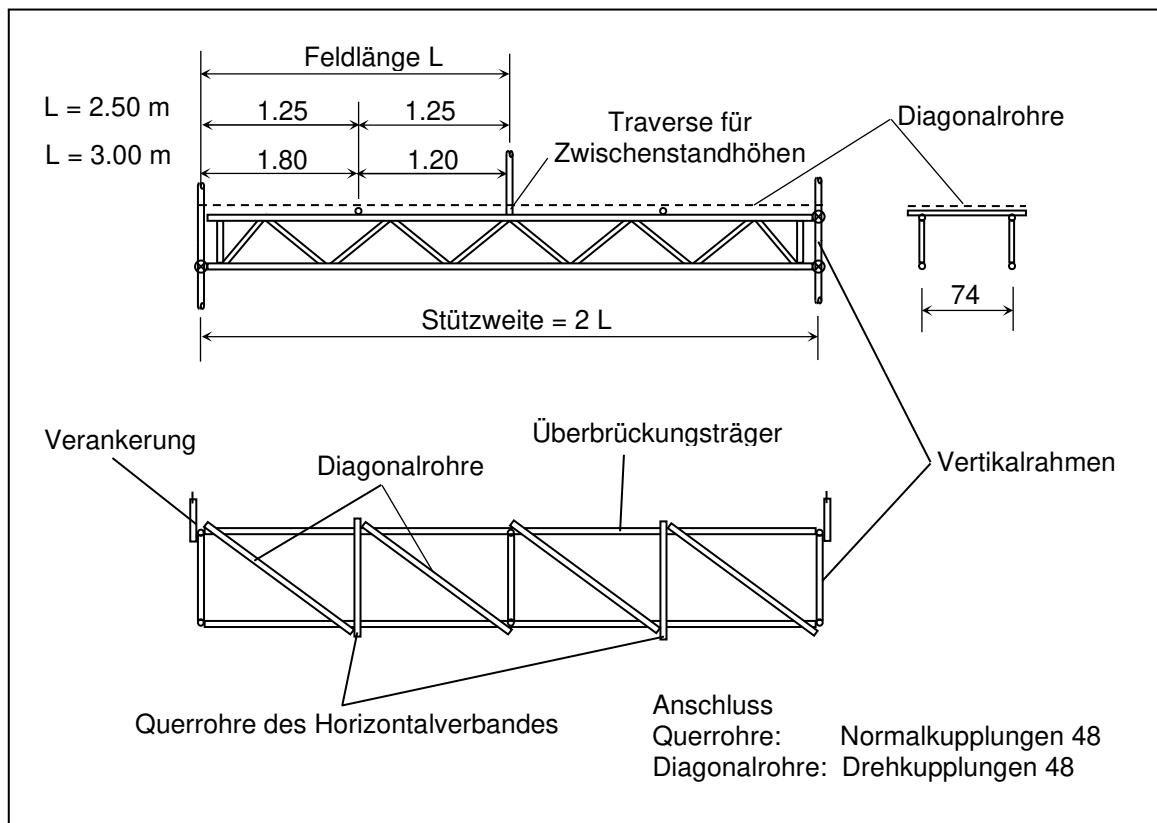 Feldlänge L
L = 2.50 m
1.25
1.25
L = 3.00 m
1.80
1.20
Traverse für
Zwischenstandhöhen
Diagonalrohre
74
Stützweite = 2 L
Verankerung
Diagonalrohre
Überbrückungsträger
Vertikalrahmen
Querrohre des Horizontalverbandes
Anschluss
Querrohre: Normalkupplungen 48
Diagonalrohre: Drehkupplungen 48